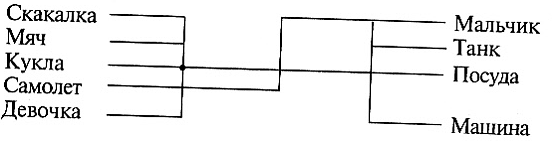 Скакалка
Мяч
Кукла
Самолет
Девочка
Мальчик
Танк
Посуда
Машина